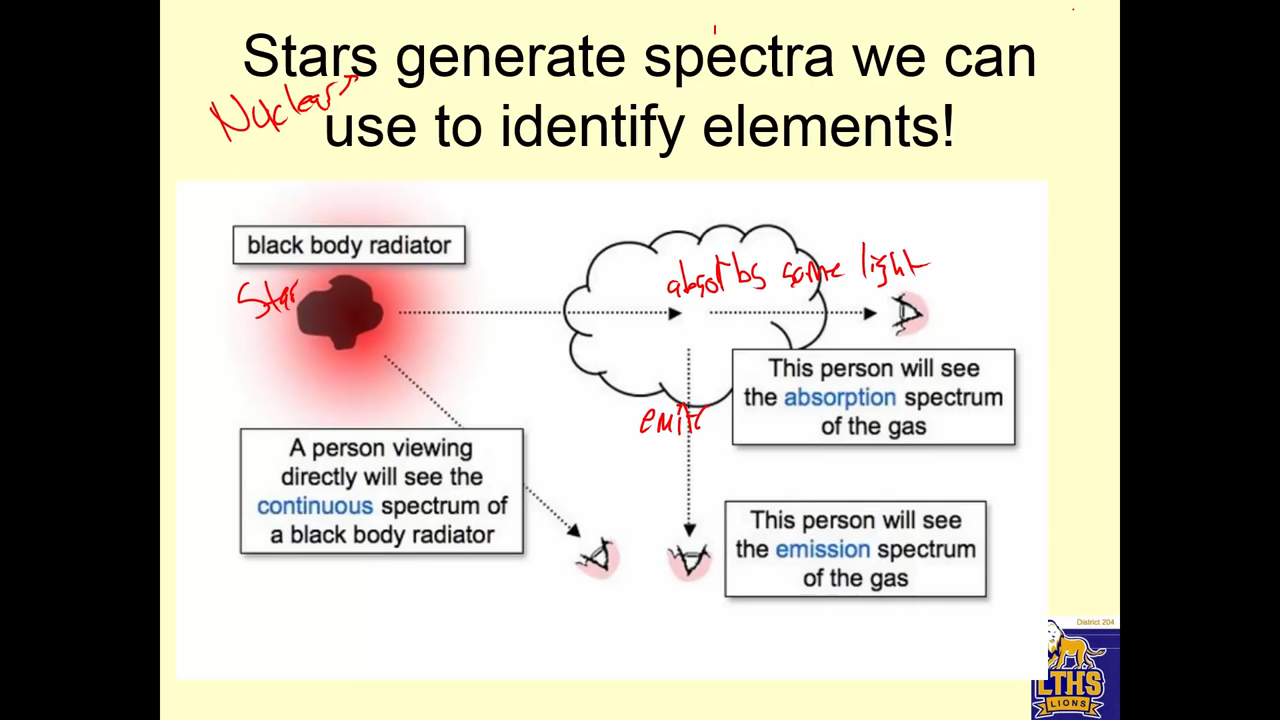 Stars generate spectra we can
Nuclear
use to identify elements!
black body radiator
Star
absorbs some light
This person will see
the absorption spectrum
of the gas
emitt
A person viewing
directly will see the
continuous spectrum of
a black body radiator
This person will see
the emission spectrum
of the gas
District 204
LTHS
LIONS